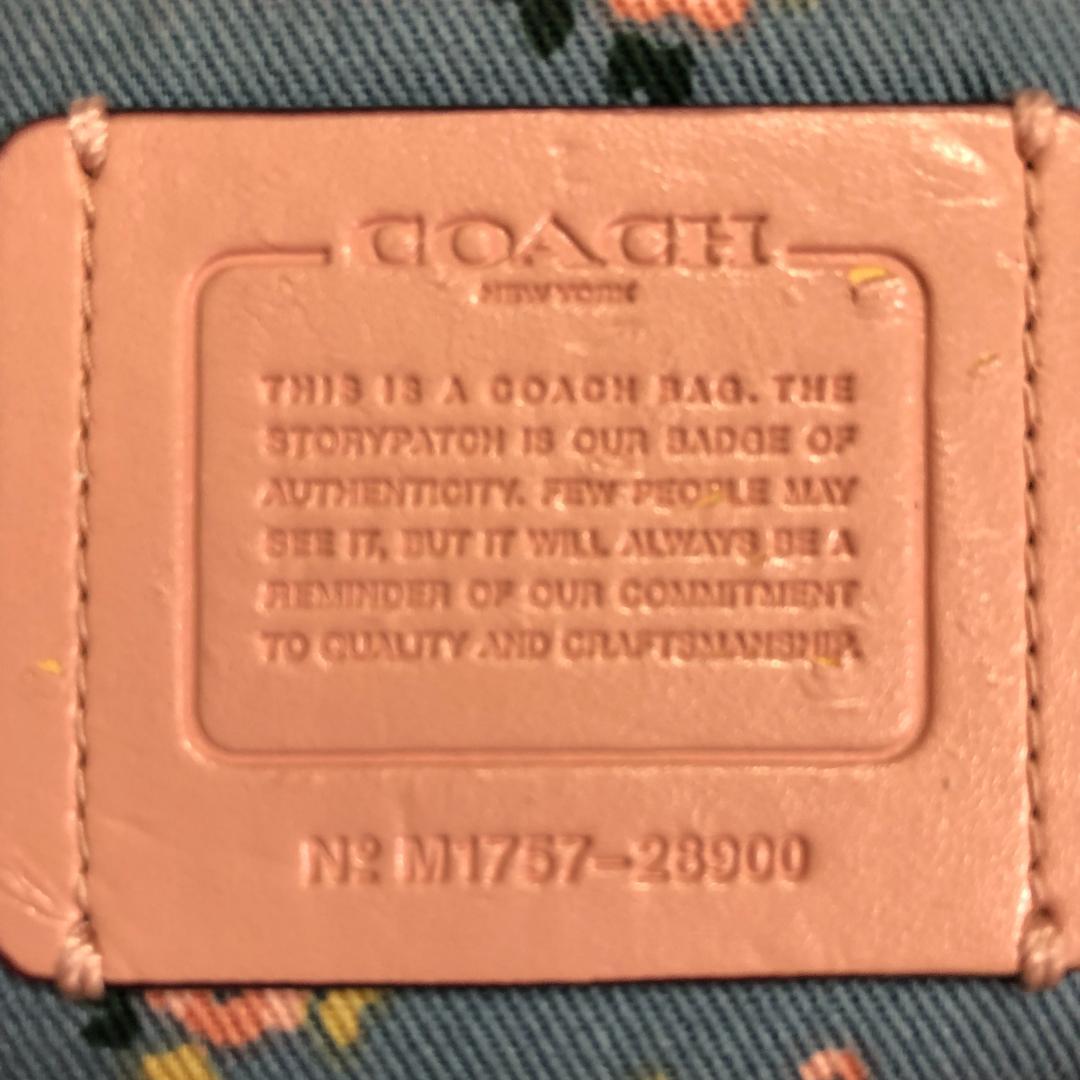 COACH
NEW YORK
THIS IS A COACH BAG. THE
STORYPATCH IS OUR BADGE OF
AUTHENTICITY. FEW PEOPLE MAY
SEE IT, BUT IT WILL ALWAYS BE A
REMINDER OF OUR COMMITMENT
TO QUALITY AND CRAFTSMANSHIP.
Nº M1757-28900